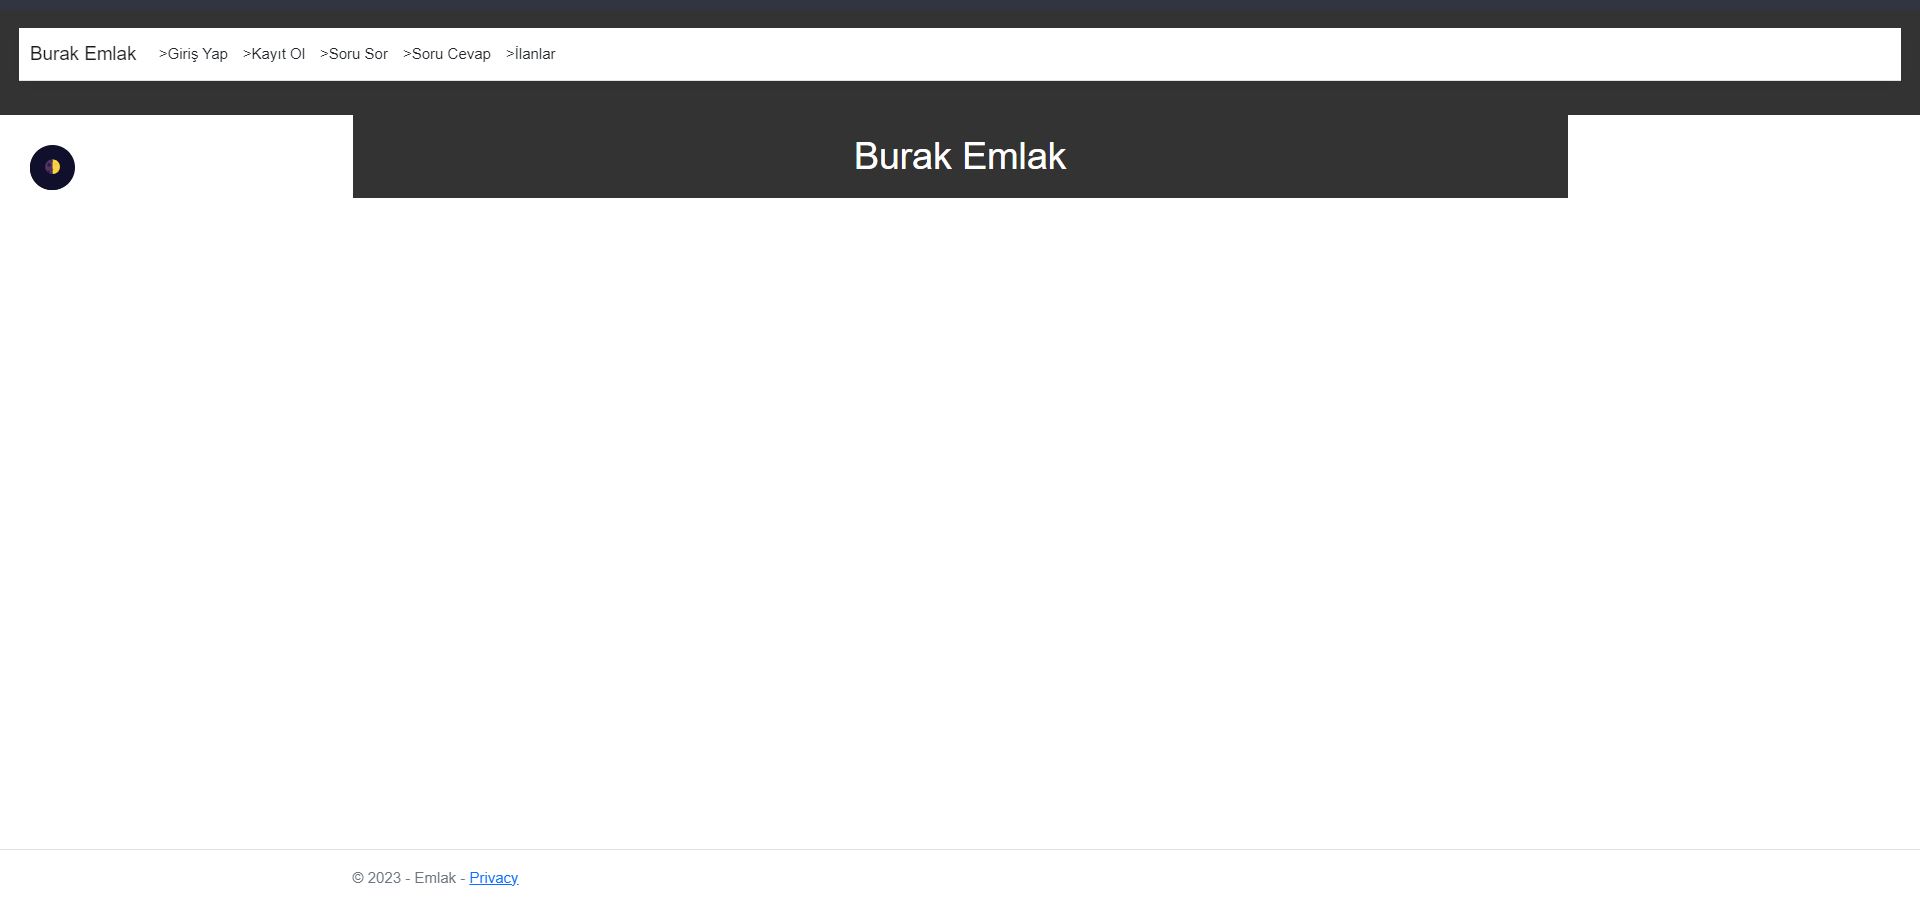 Burak Emlak >Giriş Yap >Kayıt Ol >Soru Sor >Soru Cevap >İlanlar
Burak Emlak
© 2023 - Emlak - Privacy